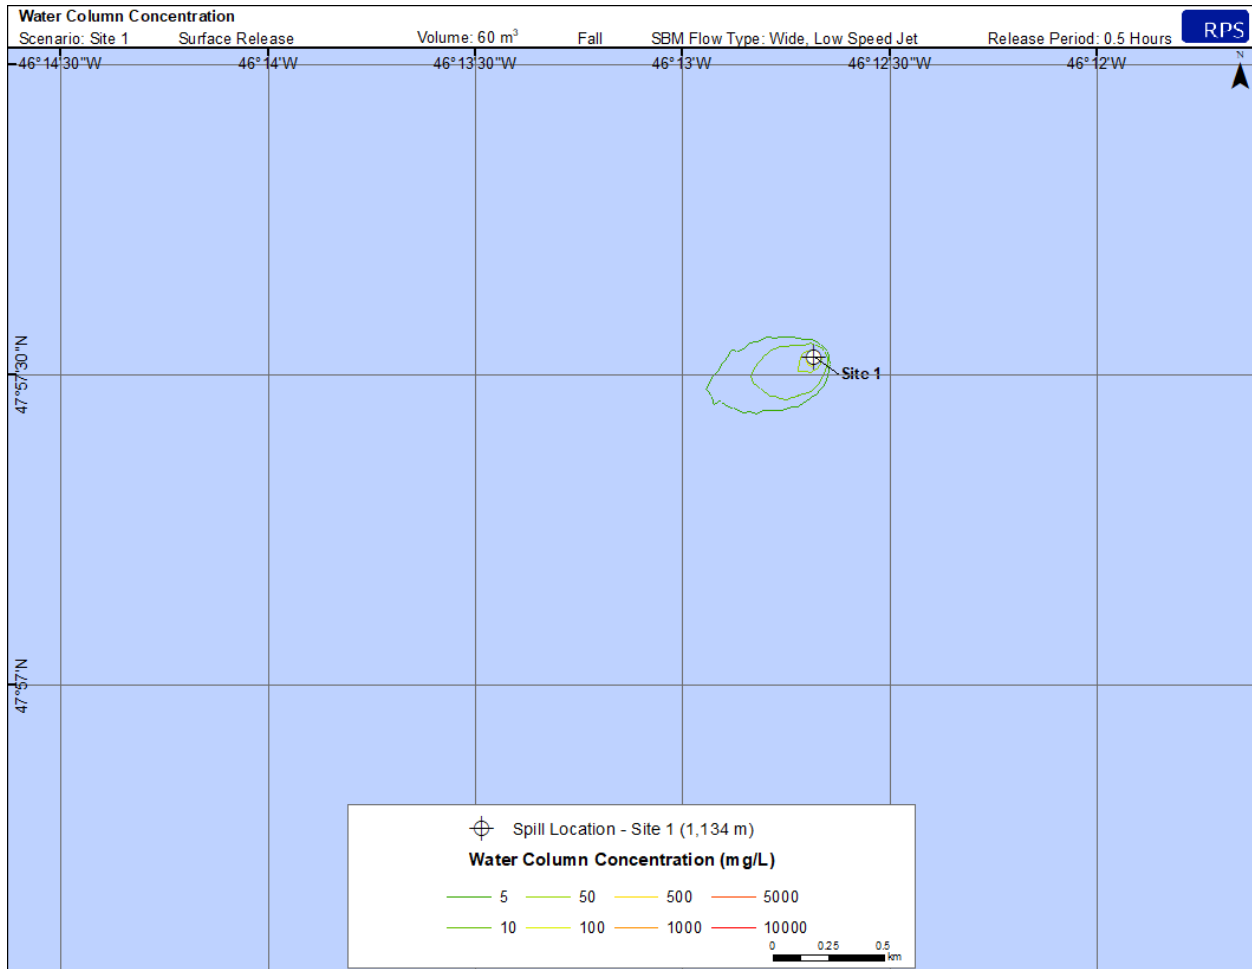 Water Column Concentration
Scenario: Site 1 Surface Release Volume: 60 m³ Fall SBM Flow Type: Wide, Low Speed Jet Release Period: 0.5 Hours RPS
46°14'30"W 46°14'W 46°13'30"W 46°13'W 46°12'30"W 46°12'W N
47°57'30"N
Site 1
47°57'N
Spill Location - Site 1 (1,134 m)
Water Column Concentration (mg/L)
5 50 500 5000
10 100 1000 10000
0 0.25 0.5
km